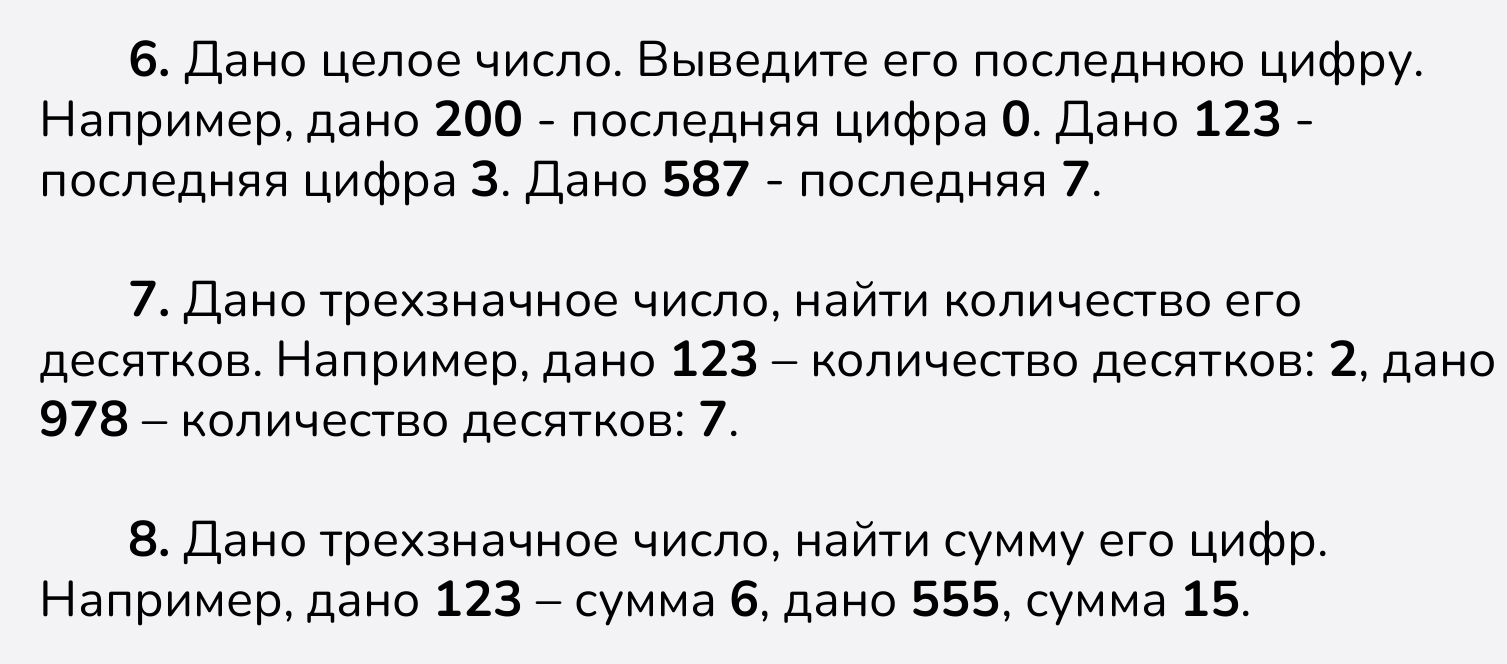 6. Дано целое число. Выведите его последнюю цифру.
Например, дано 200 - последняя цифра 0. Дано 123 -
последняя цифра 3. Дано 587 - последняя 7.
7. Дано трехзначное число, найти количество его
десятков. Например, дано 123 – количество десятков: 2, дано
978 – количество десятков: 7.
8. Дано трехзначное число, найти сумму его цифр.
Например, дано 123 – сумма 6, дано 555, сумма 15.